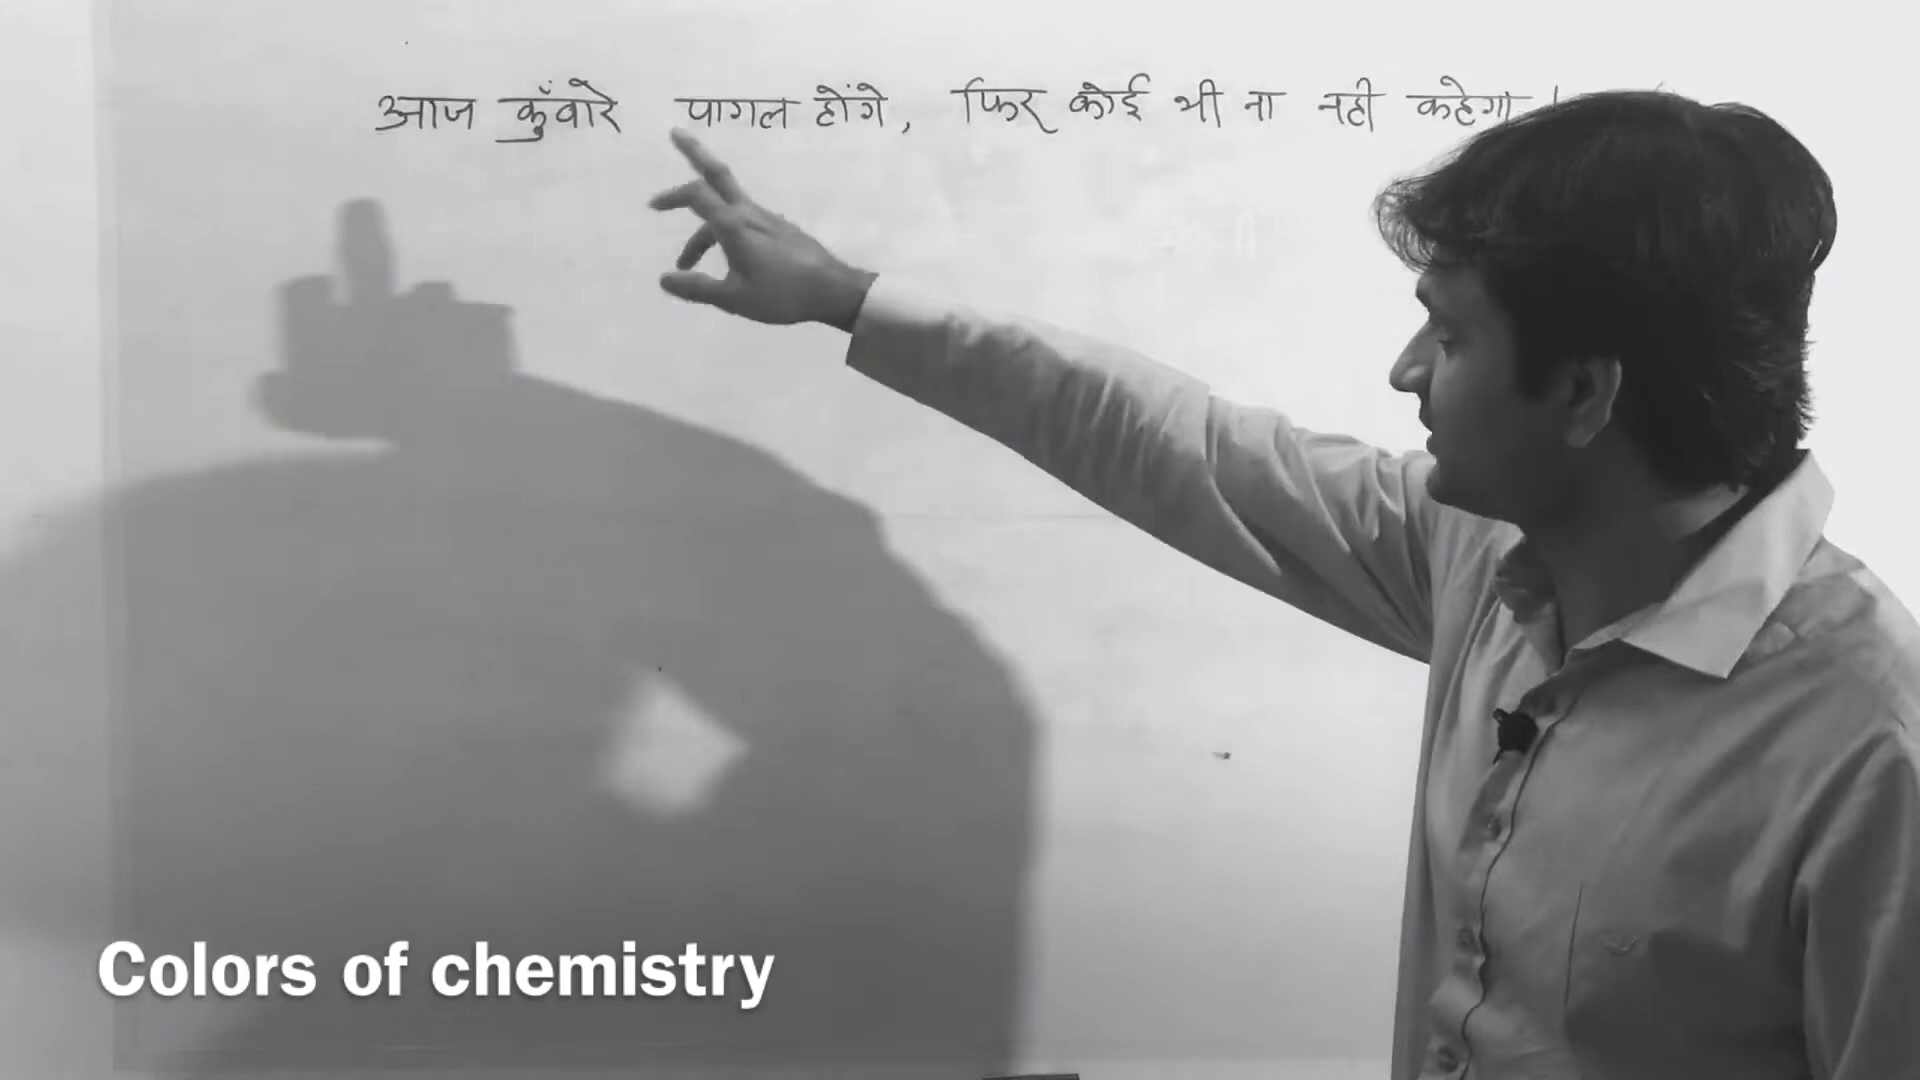 आज कुँवारे पागल होंगे, फिर कोई भी ना नही कहेगा।
Colors of chemistry